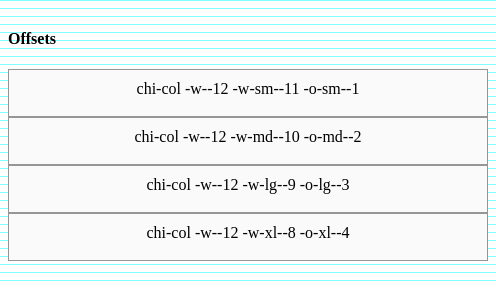 Offsets
chi-col -w--12 -w-sm--11 -o-sm--1
chi-col -w--12 -w-md--10 -o-md--2
chi-col -w--12 -w-lg--9 -o-lg--3
chi-col -w--12 -w-xl--8 -o-xl--4